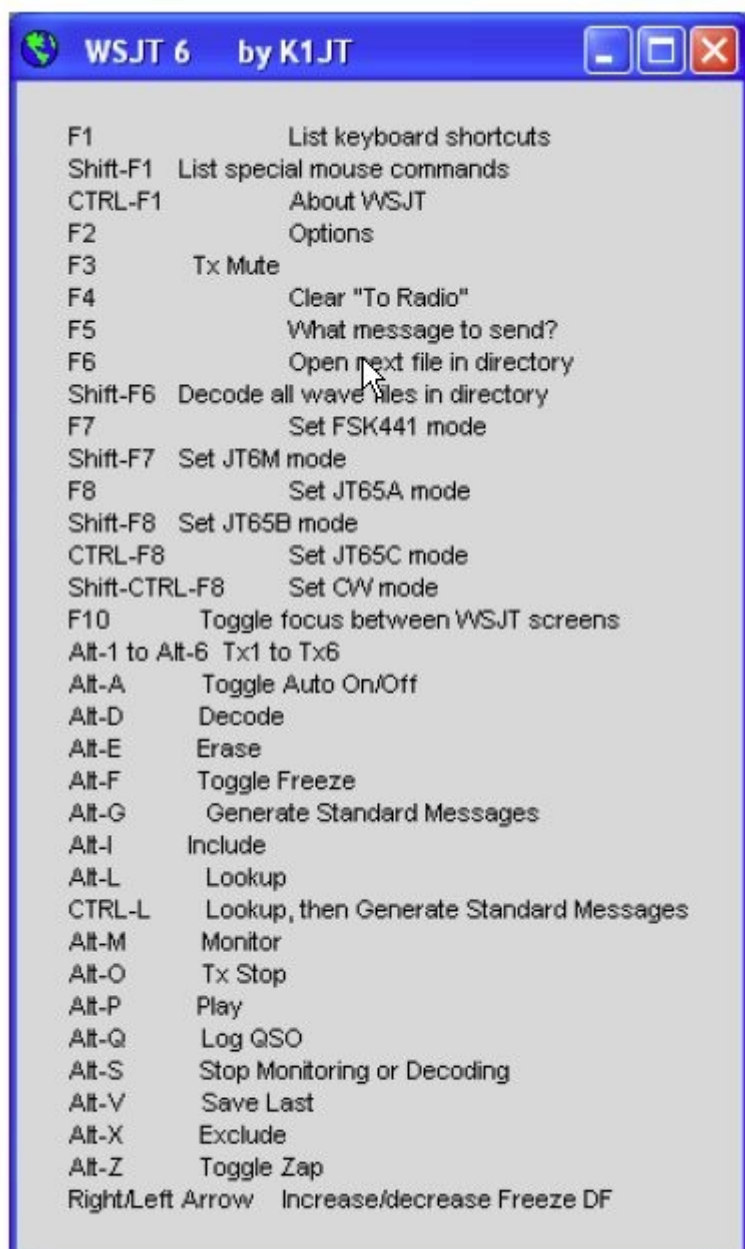 WSJT 6 by K1JT
F1 List keyboard shortcuts
Shift-F1 List special mouse commands
CTRL-F1 About WSJT
F2 Options
F3 Tx Mute
F4 Clear "To Radio"
F5 What message to send?
F6 Open next file in directory
Shift-F6 Decode all wave files in directory
F7 Set FSK441 mode
Shift-F7 Set JT6M mode
F8 Set JT65A mode
Shift-F8 Set JT65B mode
CTRL-F8 Set JT65C mode
Shift-CTRL-F8 Set CW mode
F10 Toggle focus between WSJT screens
Alt-1 to Alt-6 Tx1 to Tx6
Alt-A Toggle Auto On/Off
Alt-D Decode
Alt-E Erase
Alt-F Toggle Freeze
Alt-G Generate Standard Messages
Alt-I Include
Alt-L Lookup
CTRL-L Lookup, then Generate Standard Messages
Alt-M Monitor
Alt-O Tx Stop
Alt-P Play
Alt-Q Log QSO
Alt-S Stop Monitoring or Decoding
Alt-V Save Last
Alt-X Exclude
Alt-Z Toggle Zap
Right/Left Arrow Increase/decrease Freeze DF